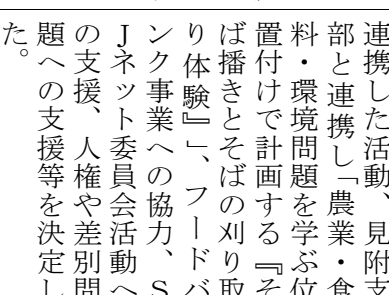 連携した活動、見附支
部と連携し「農業・食
料・環境問題を学ぶ位
置付けで計画する『そ
ば播きとそばの刈り取
り体験』」、フードバ
ンク事業への協力、S
Jネット委員会活動へ
の支援、人権や差別問
題への支援等を決定し
た。